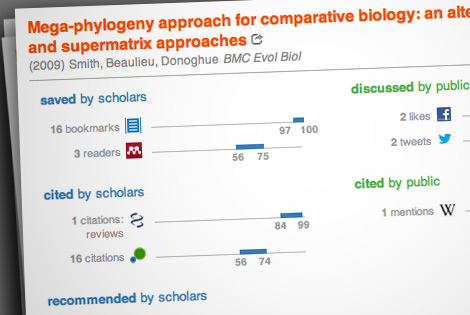 Mega-phylogeny approach for comparative biology: an alte
and supermatrix approaches
(2009) Smith, Beaulieu, Donoghue BMC Evol Biol
saved by scholars
16 bookmarks
97 100
3 readers
56 75
cited by scholars
1 citations:
reviews
84 99
16 citations
56 74
recommended by scholars
discussed by public
2 likes
2 tweets
cited by public
1 mentions W